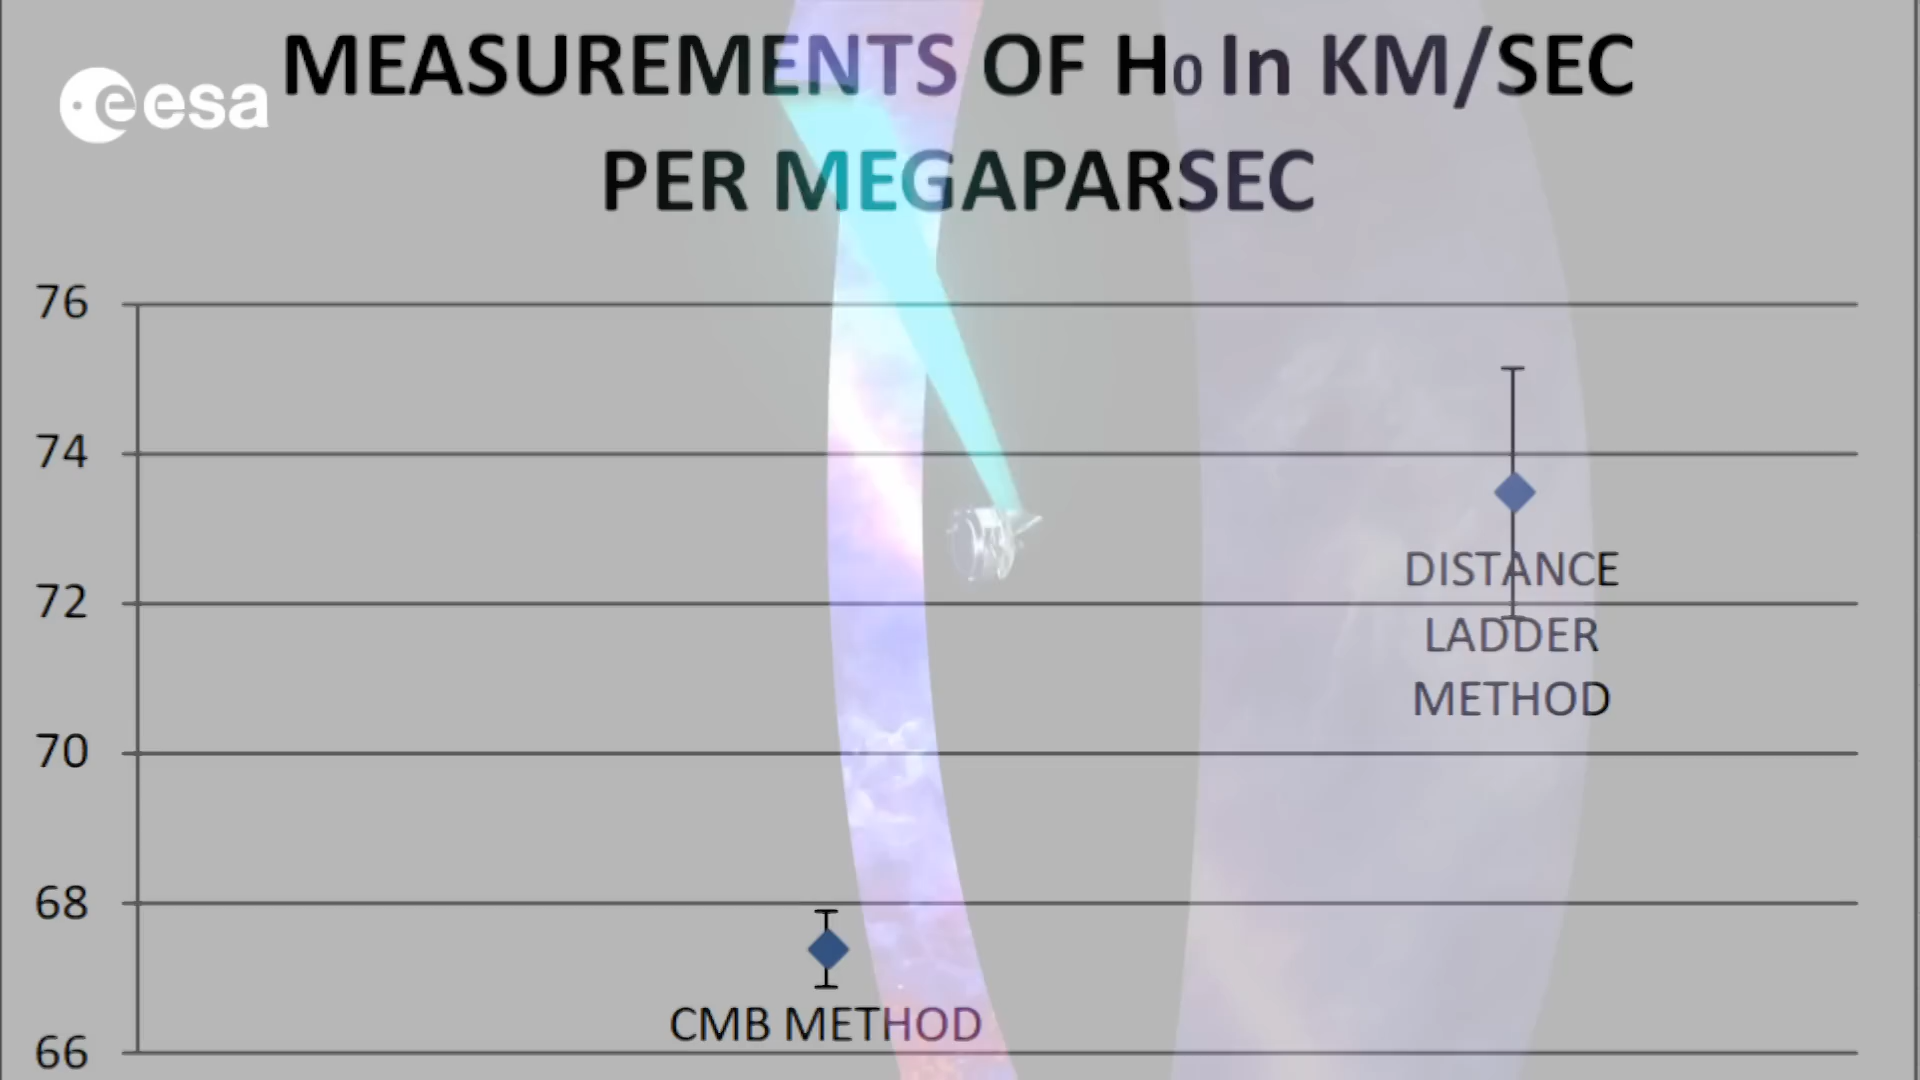 MEASUREMENTS OF H0 In KM/SEC
PER MEGAPARSEC
esa
76
74
72
70
68
66
DISTANCE
LADDER
METHOD
CMB METHOD